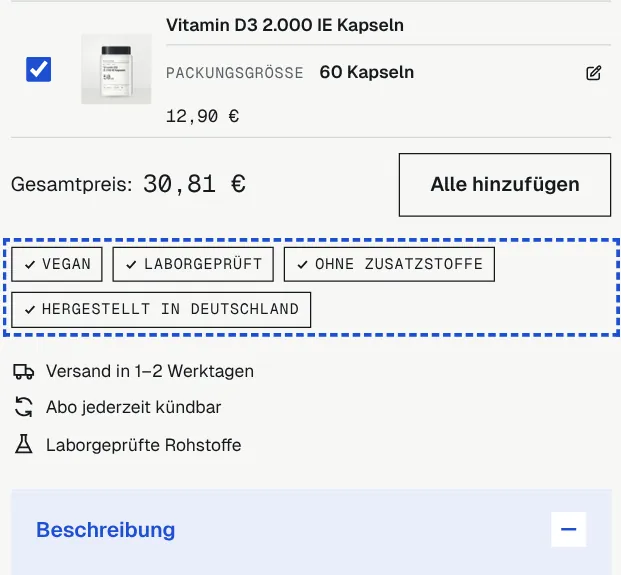 Vitamin D3 2.000 IE Kapseln
PACKUNGSGRÖSSE 60 Kapseln
12,90 €
Gesamtpreis: 30,81 € Alle hinzufügen
VEGAN LABORGEPRÜFT OHNE ZUSATZSTOFFE
HERGESTELLT IN DEUTSCHLAND
Versand in 1–2 Werktagen
Abo jederzeit kündbar
Laborgeprüfte Rohstoffe
Beschreibung